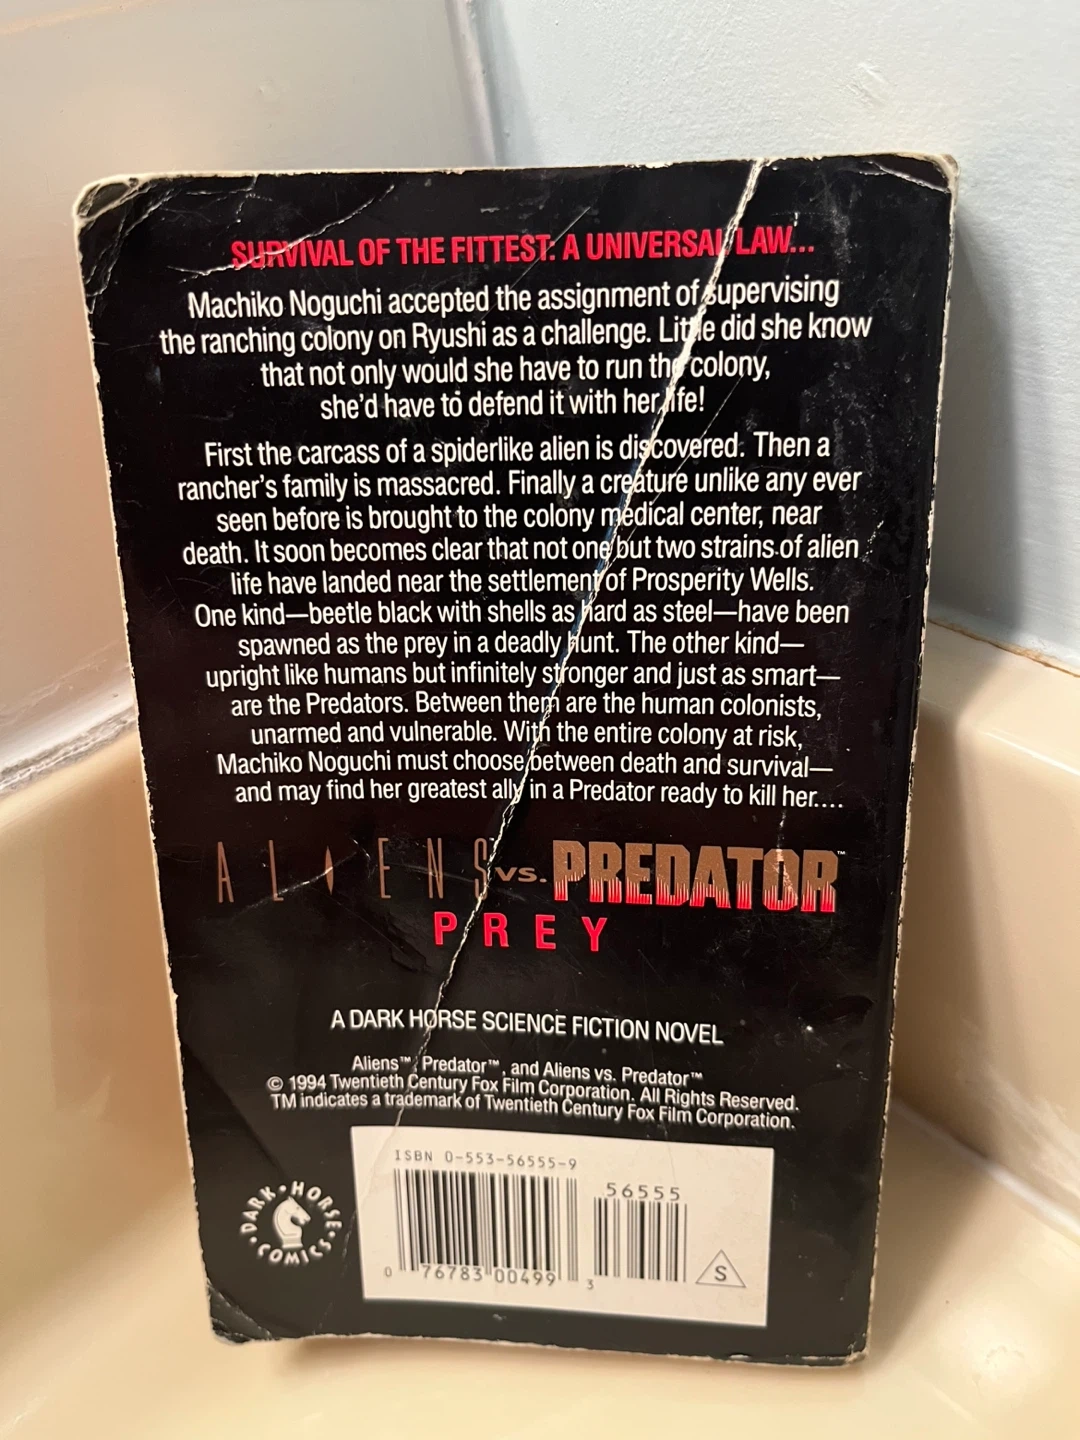 SURVIVAL OF THE FITTEST: A UNIVERSAL LAW...
Machiko Noguchi accepted the assignment of supervising
the ranching colony on Ryushi as a challenge. Little did she know
that not only would she have to run the colony,
she'd have to defend it with her life!
First the carcass of a spiderlike alien is discovered. Then a
rancher's family is massacred. Finally a creature unlike any ever
seen before is brought to the colony medical center, near
death. It soon becomes clear that not one but two strains of alien
life have landed near the settlement of Prosperity Wells.
One kind—beetle black with shells as hard as steel—have been
spawned as the prey in a deadly hunt. The other kind—
upright like humans but infinitely stronger and just as smart—
are the Predators. Between them are the human colonists,
unarmed and vulnerable. With the entire colony at risk,
Machiko Noguchi must choose between death and survival—
and may find her greatest ally in a Predator ready to kill her....
ALIENS vs. PREDATOR™
PREY
A DARK HORSE SCIENCE FICTION NOVEL
Aliens™, Predator™, and Aliens vs. Predator™
© 1994 Twentieth Century Fox Film Corporation. All Rights Reserved.
TM indicates a trademark of Twentieth Century Fox Film Corporation.
ISBN 0-553-56555-9
56555
0 76783 00499 3
S
DARK HORSE COMICS